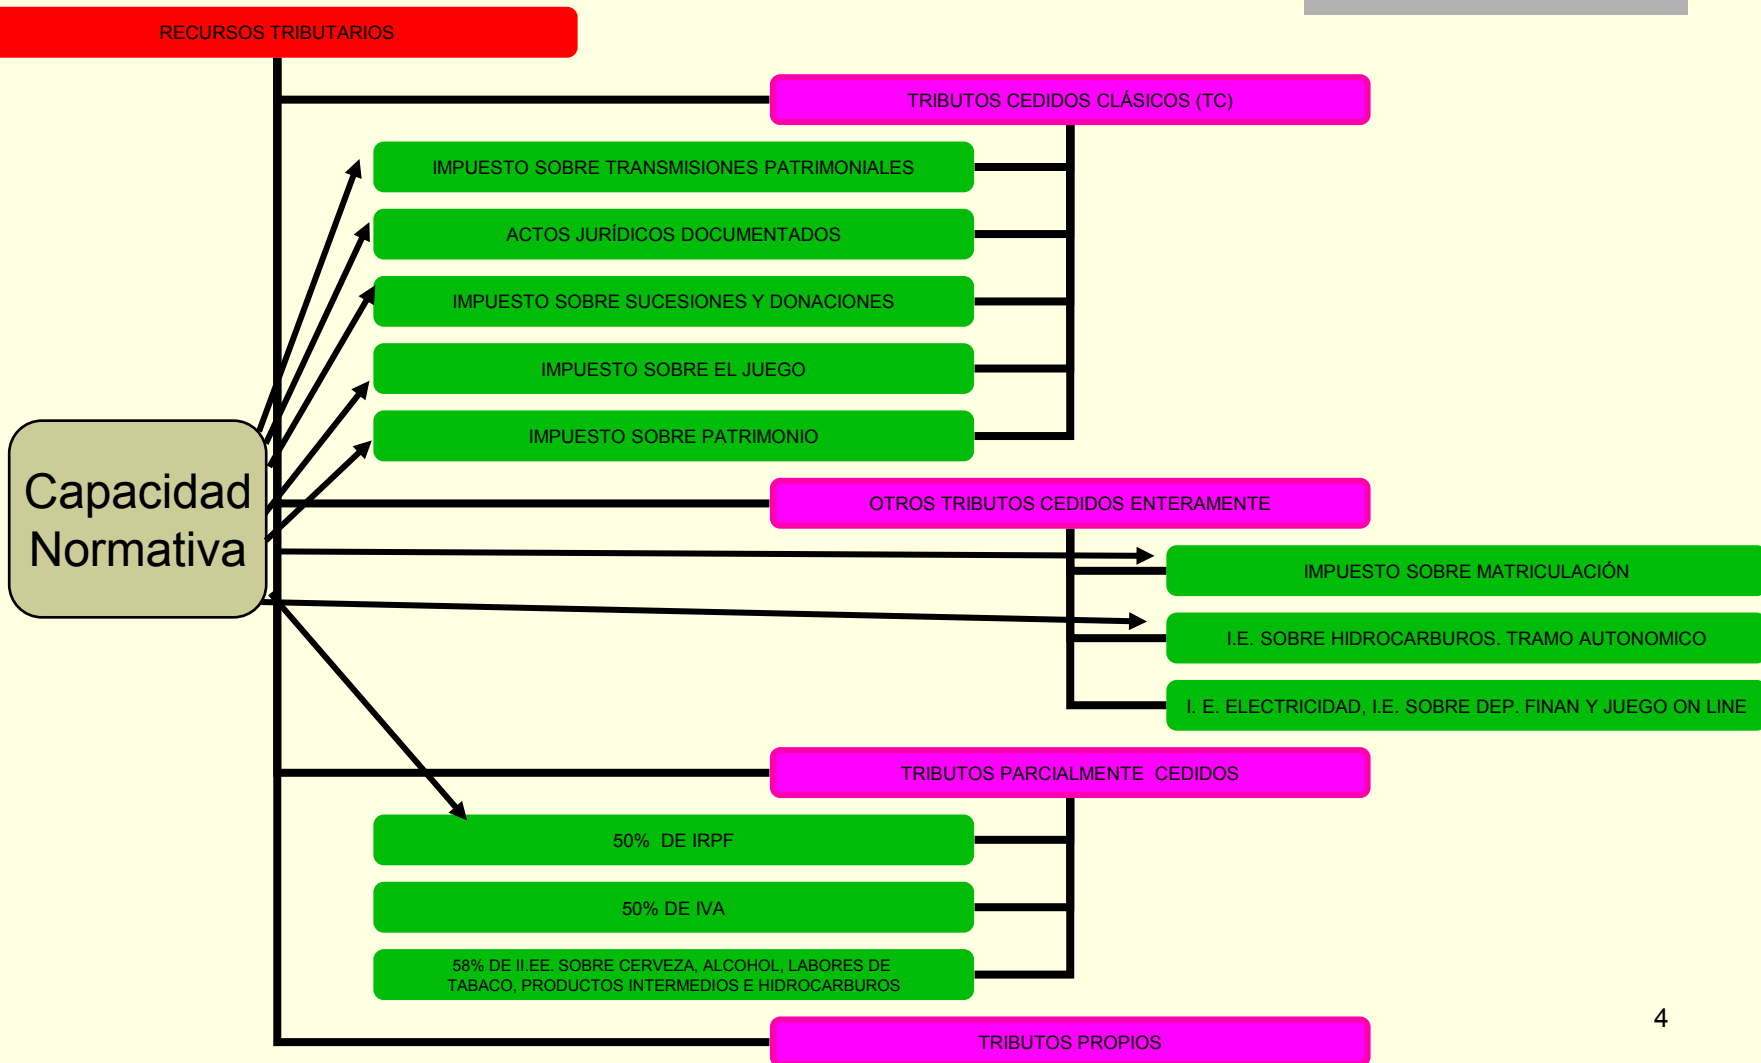 RECURSOS TRIBUTARIOS
TRIBUTOS CEDIDOS CLÁSICOS (TC)
IMPUESTO SOBRE TRANSMISIONES PATRIMONIALES
ACTOS JURÍDICOS DOCUMENTADOS
IMPUESTO SOBRE SUCESIONES Y DONACIONES
IMPUESTO SOBRE EL JUEGO
IMPUESTO SOBRE PATRIMONIO
Capacidad
Normativa
OTROS TRIBUTOS CEDIDOS ENTERAMENTE
IMPUESTO SOBRE MATRICULACIÓN
I.E. SOBRE HIDROCARBUROS. TRAMO AUTONOMICO
I. E. ELECTRICIDAD, I.E. SOBRE DEP. FINAN Y JUEGO ON LINE
TRIBUTOS PARCIALMENTE CEDIDOS
50% DE IRPF
50% DE IVA
58% DE II.EE. SOBRE CERVEZA, ALCOHOL, LABORES DE
TABACO, PRODUCTOS INTERMEDIOS E HIDROCARBUROS
TRIBUTOS PROPIOS
4